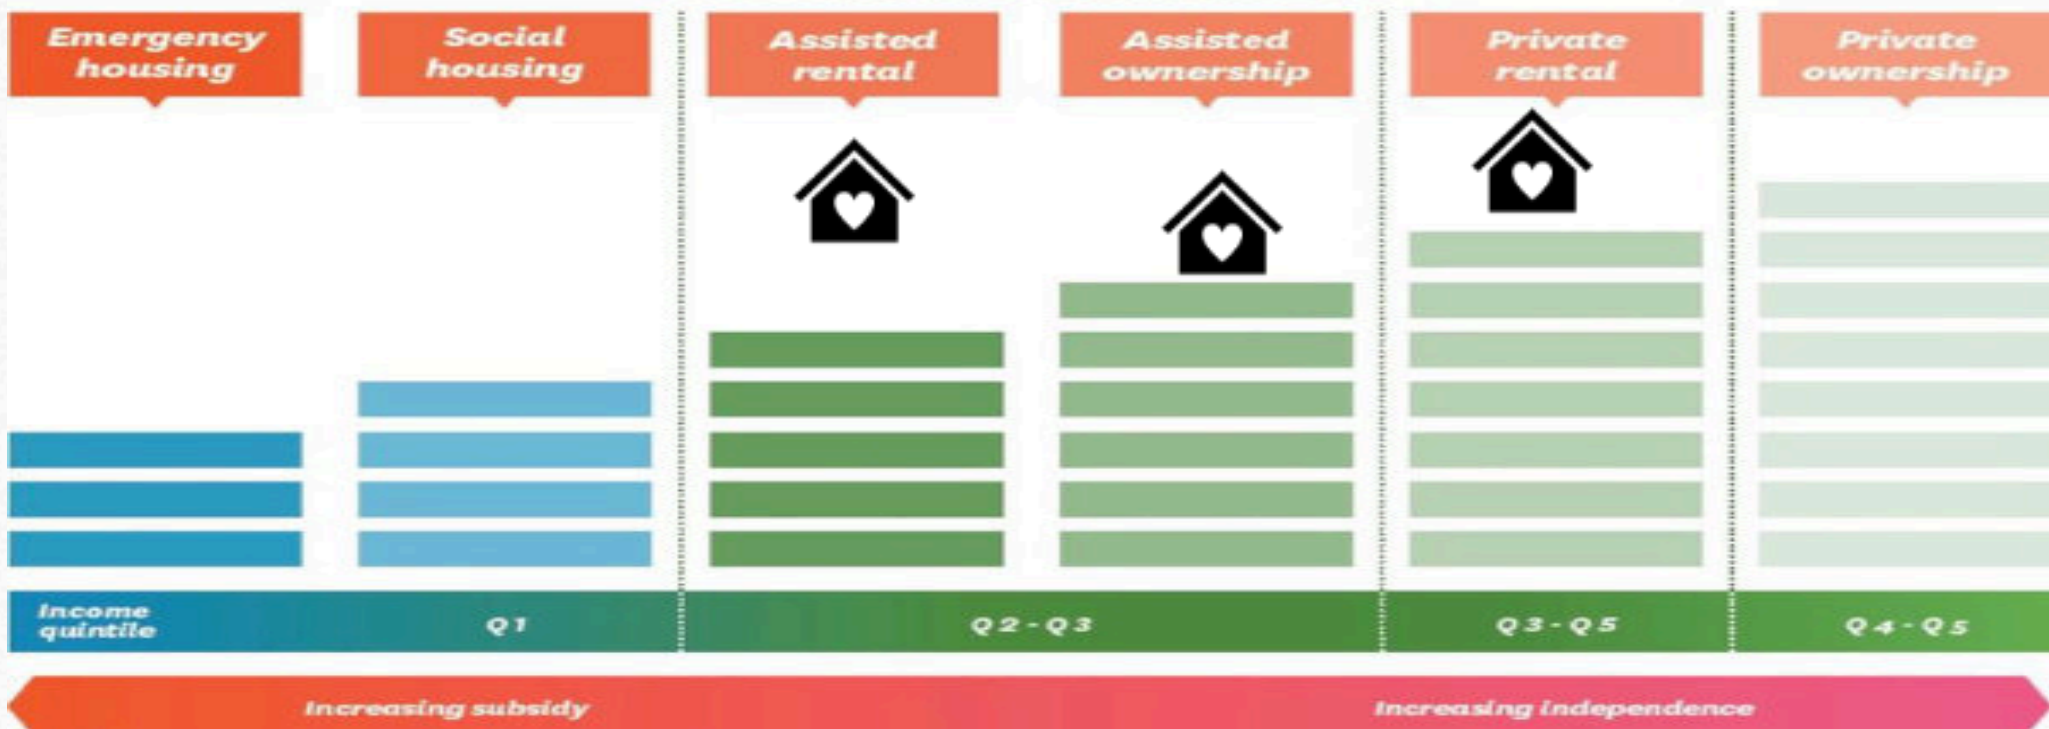 Emergency
housing
Social
housing
Assisted
rental
Assisted
ownership
Private
rental
Private
ownership
Income
quintile
Q1
Q2-Q3
Q3-Q5
Q4-Q5
Increasing subsidy
Increasing independence